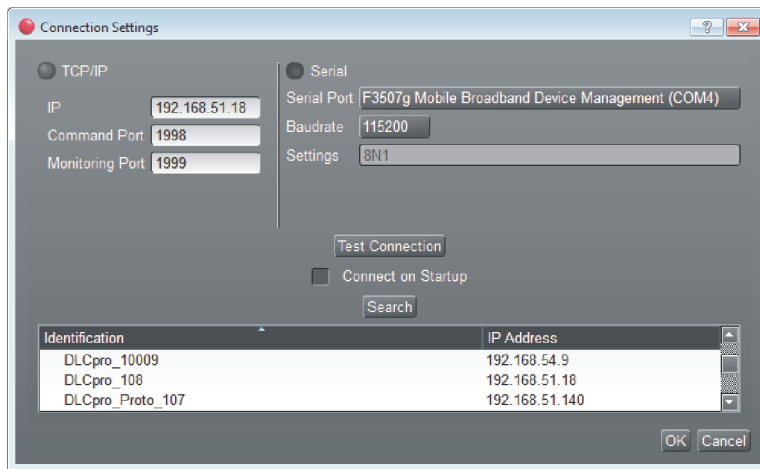 Connection Settings
TCP/IP
IP 192.168.51.18
Command Port 1998
Monitoring Port 1999
Serial
Serial Port F3507g Mobile Broadband Device Management (COM4)
Baudrate 115200
Settings 8N1
Test Connection
Connect on Startup
Search
Identification IP Address
DLCpro_10009 192.168.54.9
DLCpro_108 192.168.51.18
DLCpro_Proto_107 192.168.51.140
OK Cancel